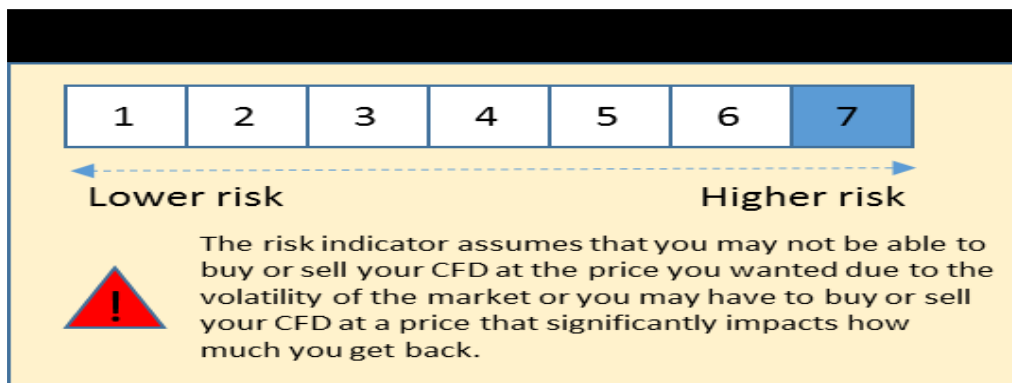 1 2 3 4 5 6 7
Lower risk Higher risk
The risk indicator assumes that you may not be able to
buy or sell your CFD at the price you wanted due to the
volatility of the market or you may have to buy or sell
your CFD at a price that significantly impacts how
much you get back.
!